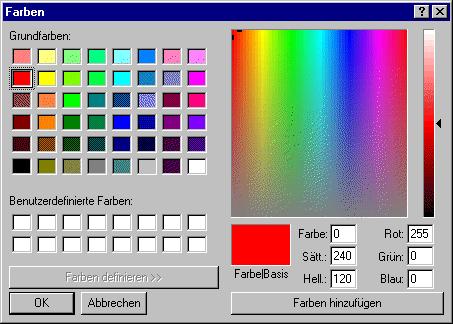 Farben
Grundfarben:
Benutzerdefinierte Farben:
Farben definieren >>
OK
Abbrechen
Farbe|Basis
Farbe: 0
Rot: 255
Sätt.: 240
Grün: 0
Hell.: 120
Blau: 0
Farben hinzufügen